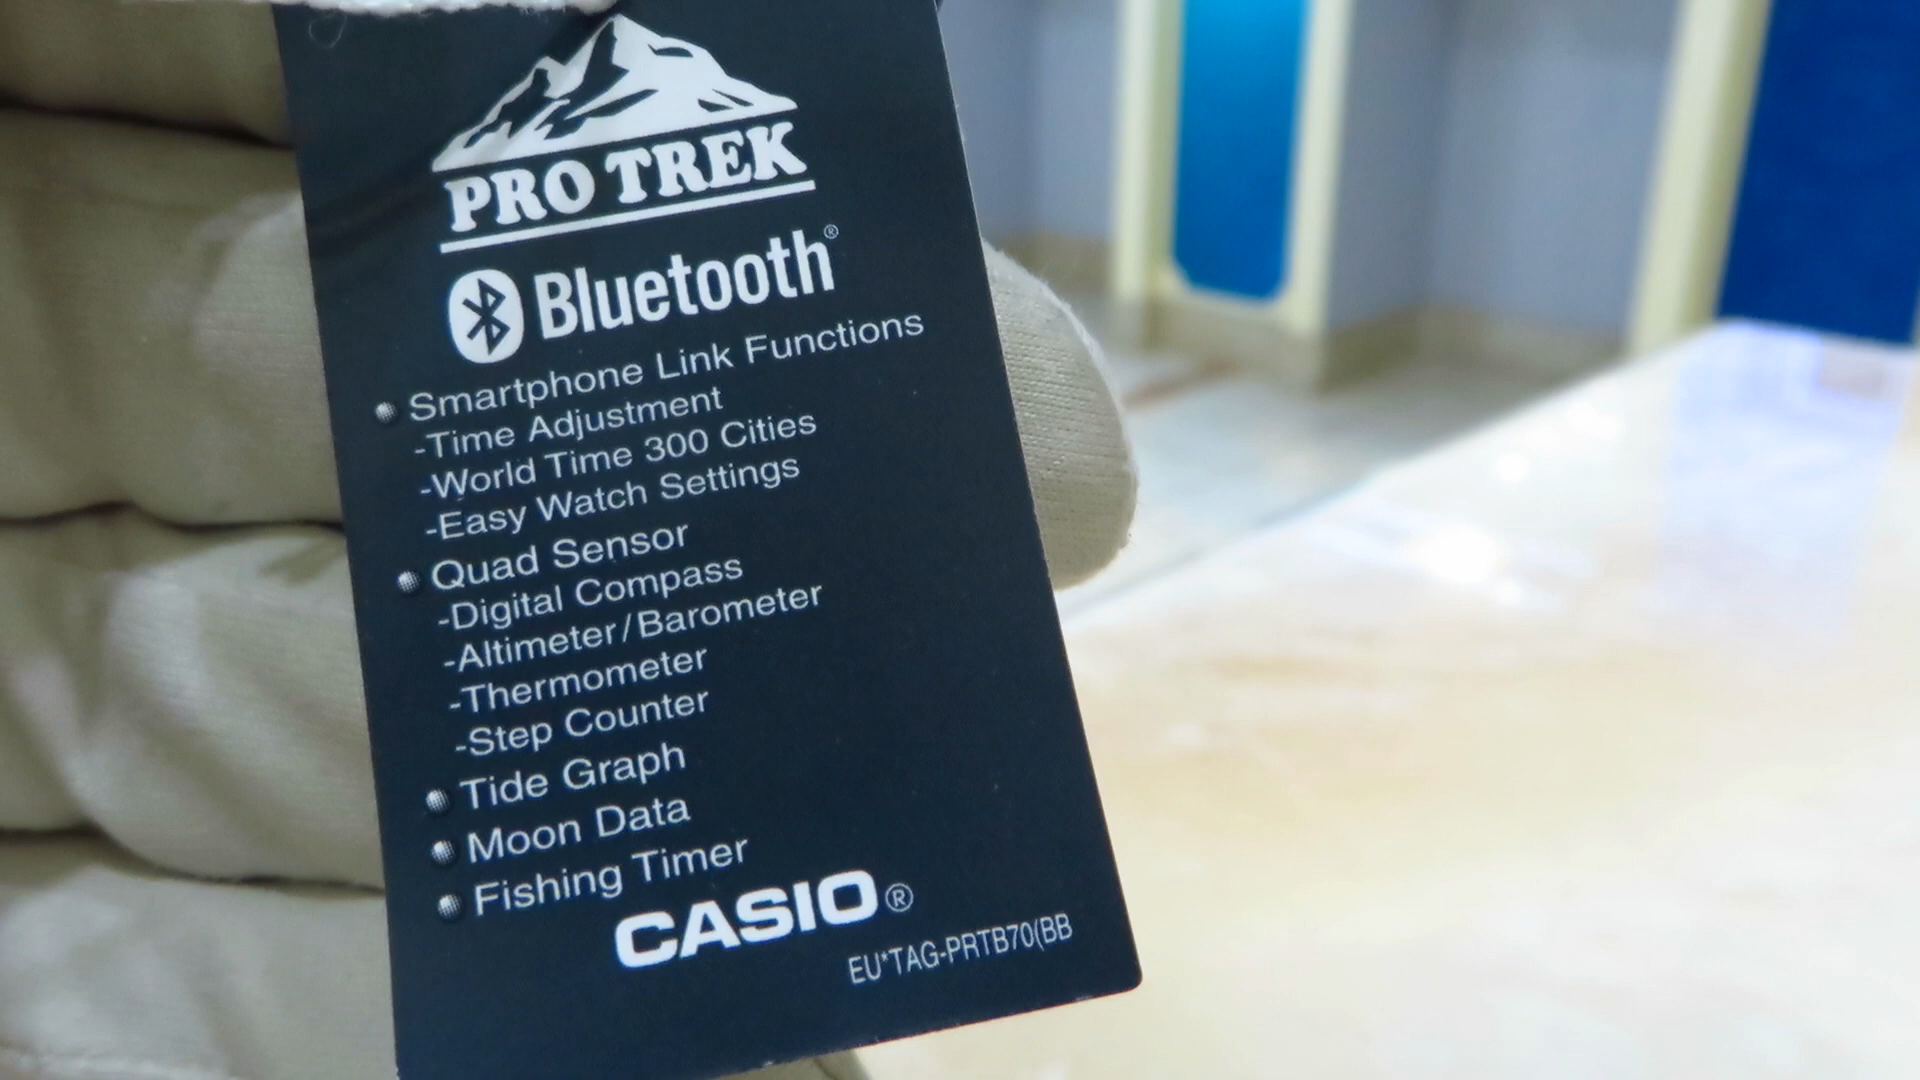 PRO TREK
Bluetooth®
• Smartphone Link Functions
-Time Adjustment
-World Time 300 Cities
-Easy Watch Settings
• Quad Sensor
-Digital Compass
-Altimeter/Barometer
-Thermometer
-Step Counter
• Tide Graph
• Moon Data
• Fishing Timer
CASIO®
EU*TAG-PRTB70(BB